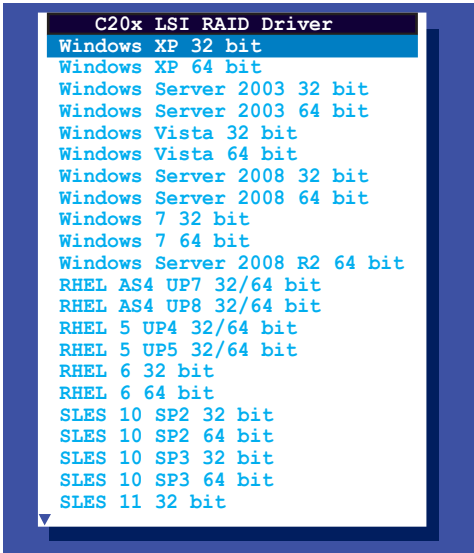 C20x LSI RAID Driver
Windows XP 32 bit
Windows XP 64 bit
Windows Server 2003 32 bit
Windows Server 2003 64 bit
Windows Vista 32 bit
Windows Vista 64 bit
Windows Server 2008 32 bit
Windows Server 2008 64 bit
Windows 7 32 bit
Windows 7 64 bit
Windows Server 2008 R2 64 bit
RHEL AS4 UP7 32/64 bit
RHEL AS4 UP8 32/64 bit
RHEL 5 UP4 32/64 bit
RHEL 5 UP5 32/64 bit
RHEL 6 32 bit
RHEL 6 64 bit
SLES 10 SP2 32 bit
SLES 10 SP2 64 bit
SLES 10 SP3 32 bit
SLES 10 SP3 64 bit
SLES 11 32 bit